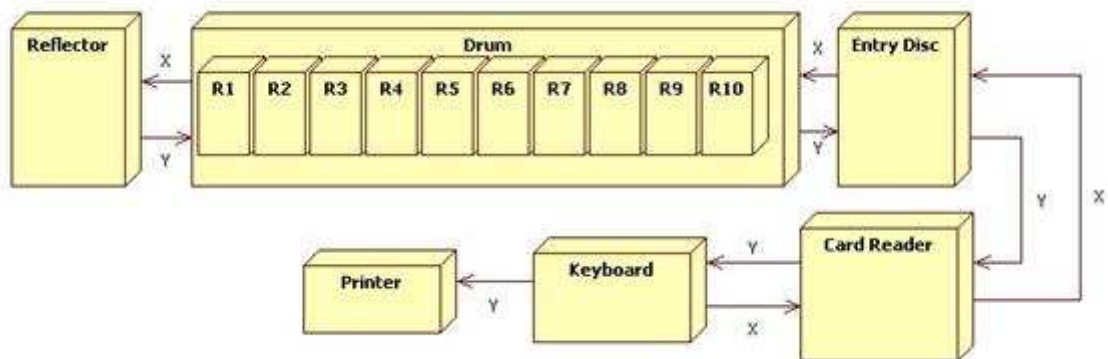 Reflector
Drum
Entry Disc
X
X
R1 R2 R3 R4 R5 R6 R7 R8 R9 R10
Y
Y
Y
X
Card Reader
Y
Keyboard
Printer
Y
X